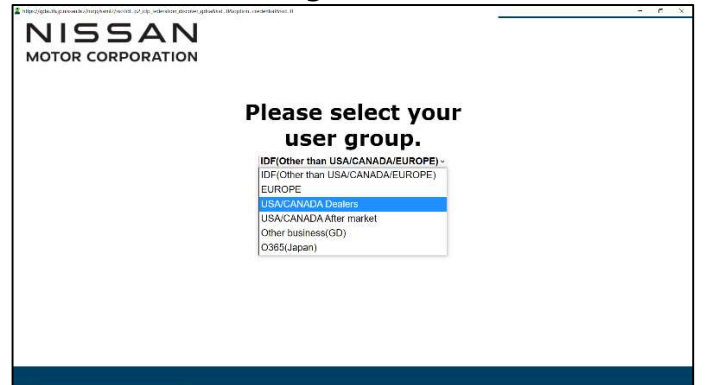 NISSAN
MOTOR CORPORATION
Please select your
user group.
IDF(Other than USA/CANADA/EUROPE)
IDF(Other than USA/CANADA/EUROPE)
EUROPE
USA/CANADA Dealers
USA/CANADA After market
Other business(GD)
O365(Japan)